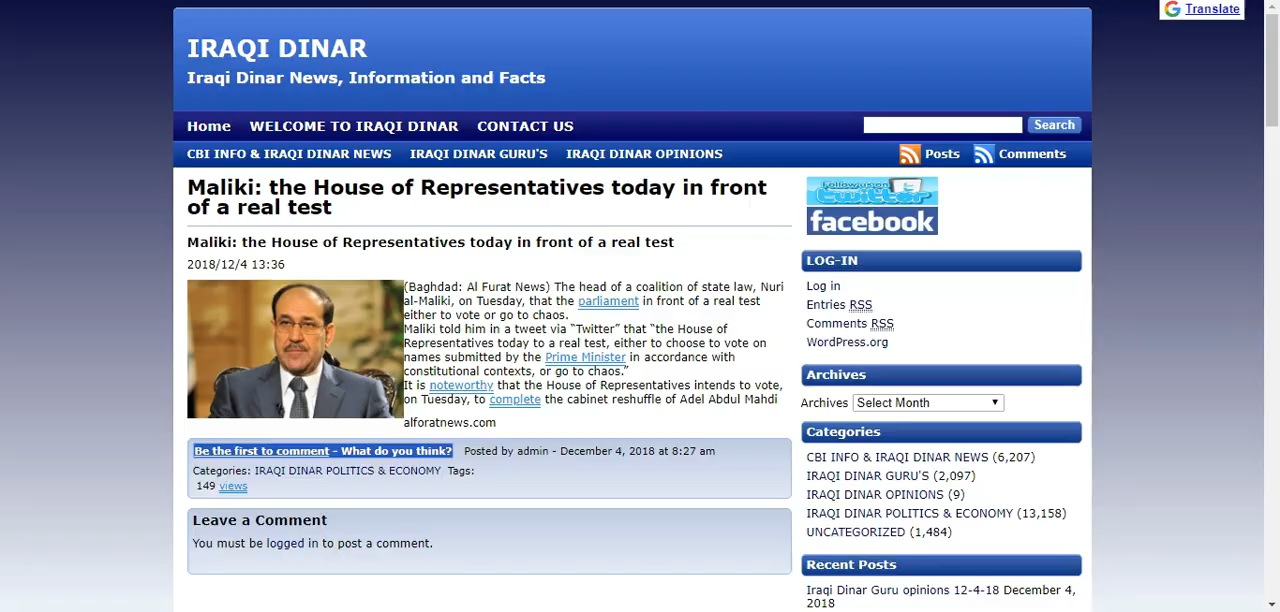 Translate
IRAQI DINAR
Iraqi Dinar News, Information and Facts
Home WELCOME TO IRAQI DINAR CONTACT US
Search
CBI INFO & IRAQI DINAR NEWS IRAQI DINAR GURU'S IRAQI DINAR OPINIONS
Posts Comments
Maliki: the House of Representatives today in front
of a real test
Maliki: the House of Representatives today in front of a real test
2018/12/4 13:36
(Baghdad: Al Furat News) The head of a coalition of state law, Nuri
al-Maliki, on Tuesday, that the parliament in front of a real test
either to vote or go to chaos.
Maliki told him in a tweet via “Twitter” that “the House of
Representatives today to a real test, either to choose to vote on
names submitted by the Prime Minister in accordance with
constitutional contexts, or go to chaos.”
It is noteworthy that the House of Representatives intends to vote,
on Tuesday, to complete the cabinet reshuffle of Adel Abdul Mahdi
alforatnews.com
Be the first to comment - What do you think? Posted by admin - December 4, 2018 at 8:27 am
Categories: IRAQI DINAR POLITICS & ECONOMY Tags:
149 views
Leave a Comment
You must be logged in to post a comment.
Follow us on
twitter
facebook
LOG-IN
Log in
Entries RSS
Comments RSS
WordPress.org
Archives
Archives Select Month
Categories
CBI INFO & IRAQI DINAR NEWS (6,207)
IRAQI DINAR GURU'S (2,097)
IRAQI DINAR OPINIONS (9)
IRAQI DINAR POLITICS & ECONOMY (13,158)
UNCATEGORIZED (1,484)
Recent Posts
Iraqi Dinar Guru opinions 12-4-18 December 4,
2018